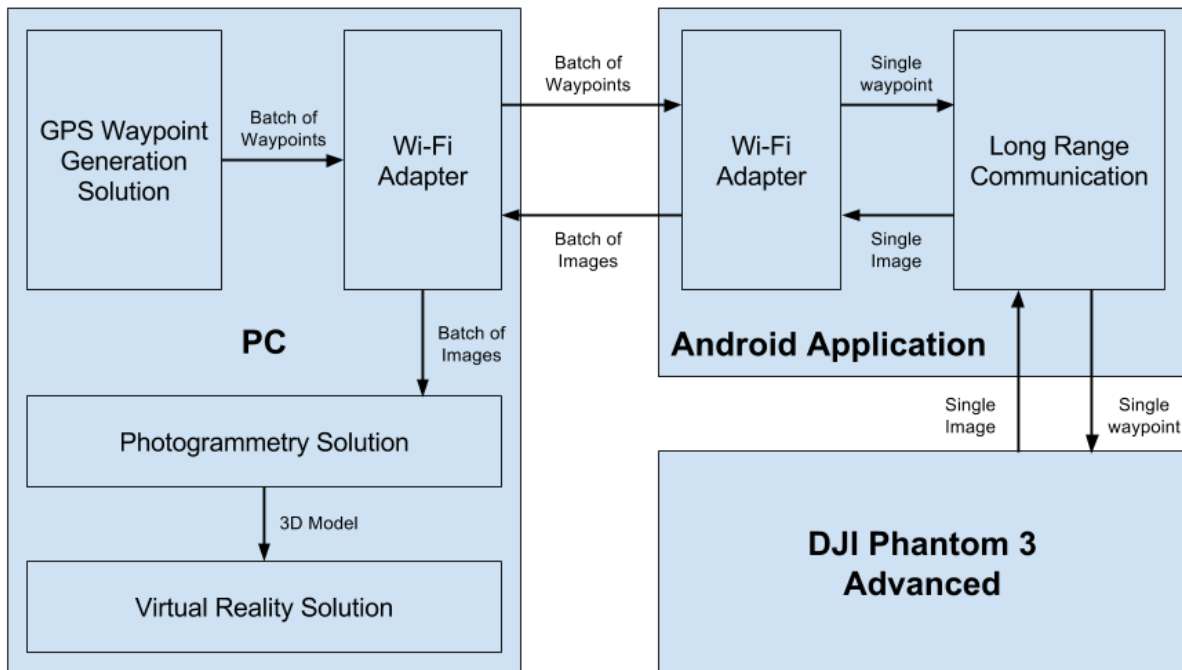 GPS Waypoint
Generation
Solution
Batch of
Waypoints
Wi-Fi
Adapter
Batch of
Waypoints
Batch of
Images
Wi-Fi
Adapter
Single
waypoint
Single
Image
Long Range
Communication
PC
Batch of
Images
Android Application
Photogrammetry Solution
3D Model
Virtual Reality Solution
Single
Image
Single
waypoint
DJI Phantom 3
Advanced